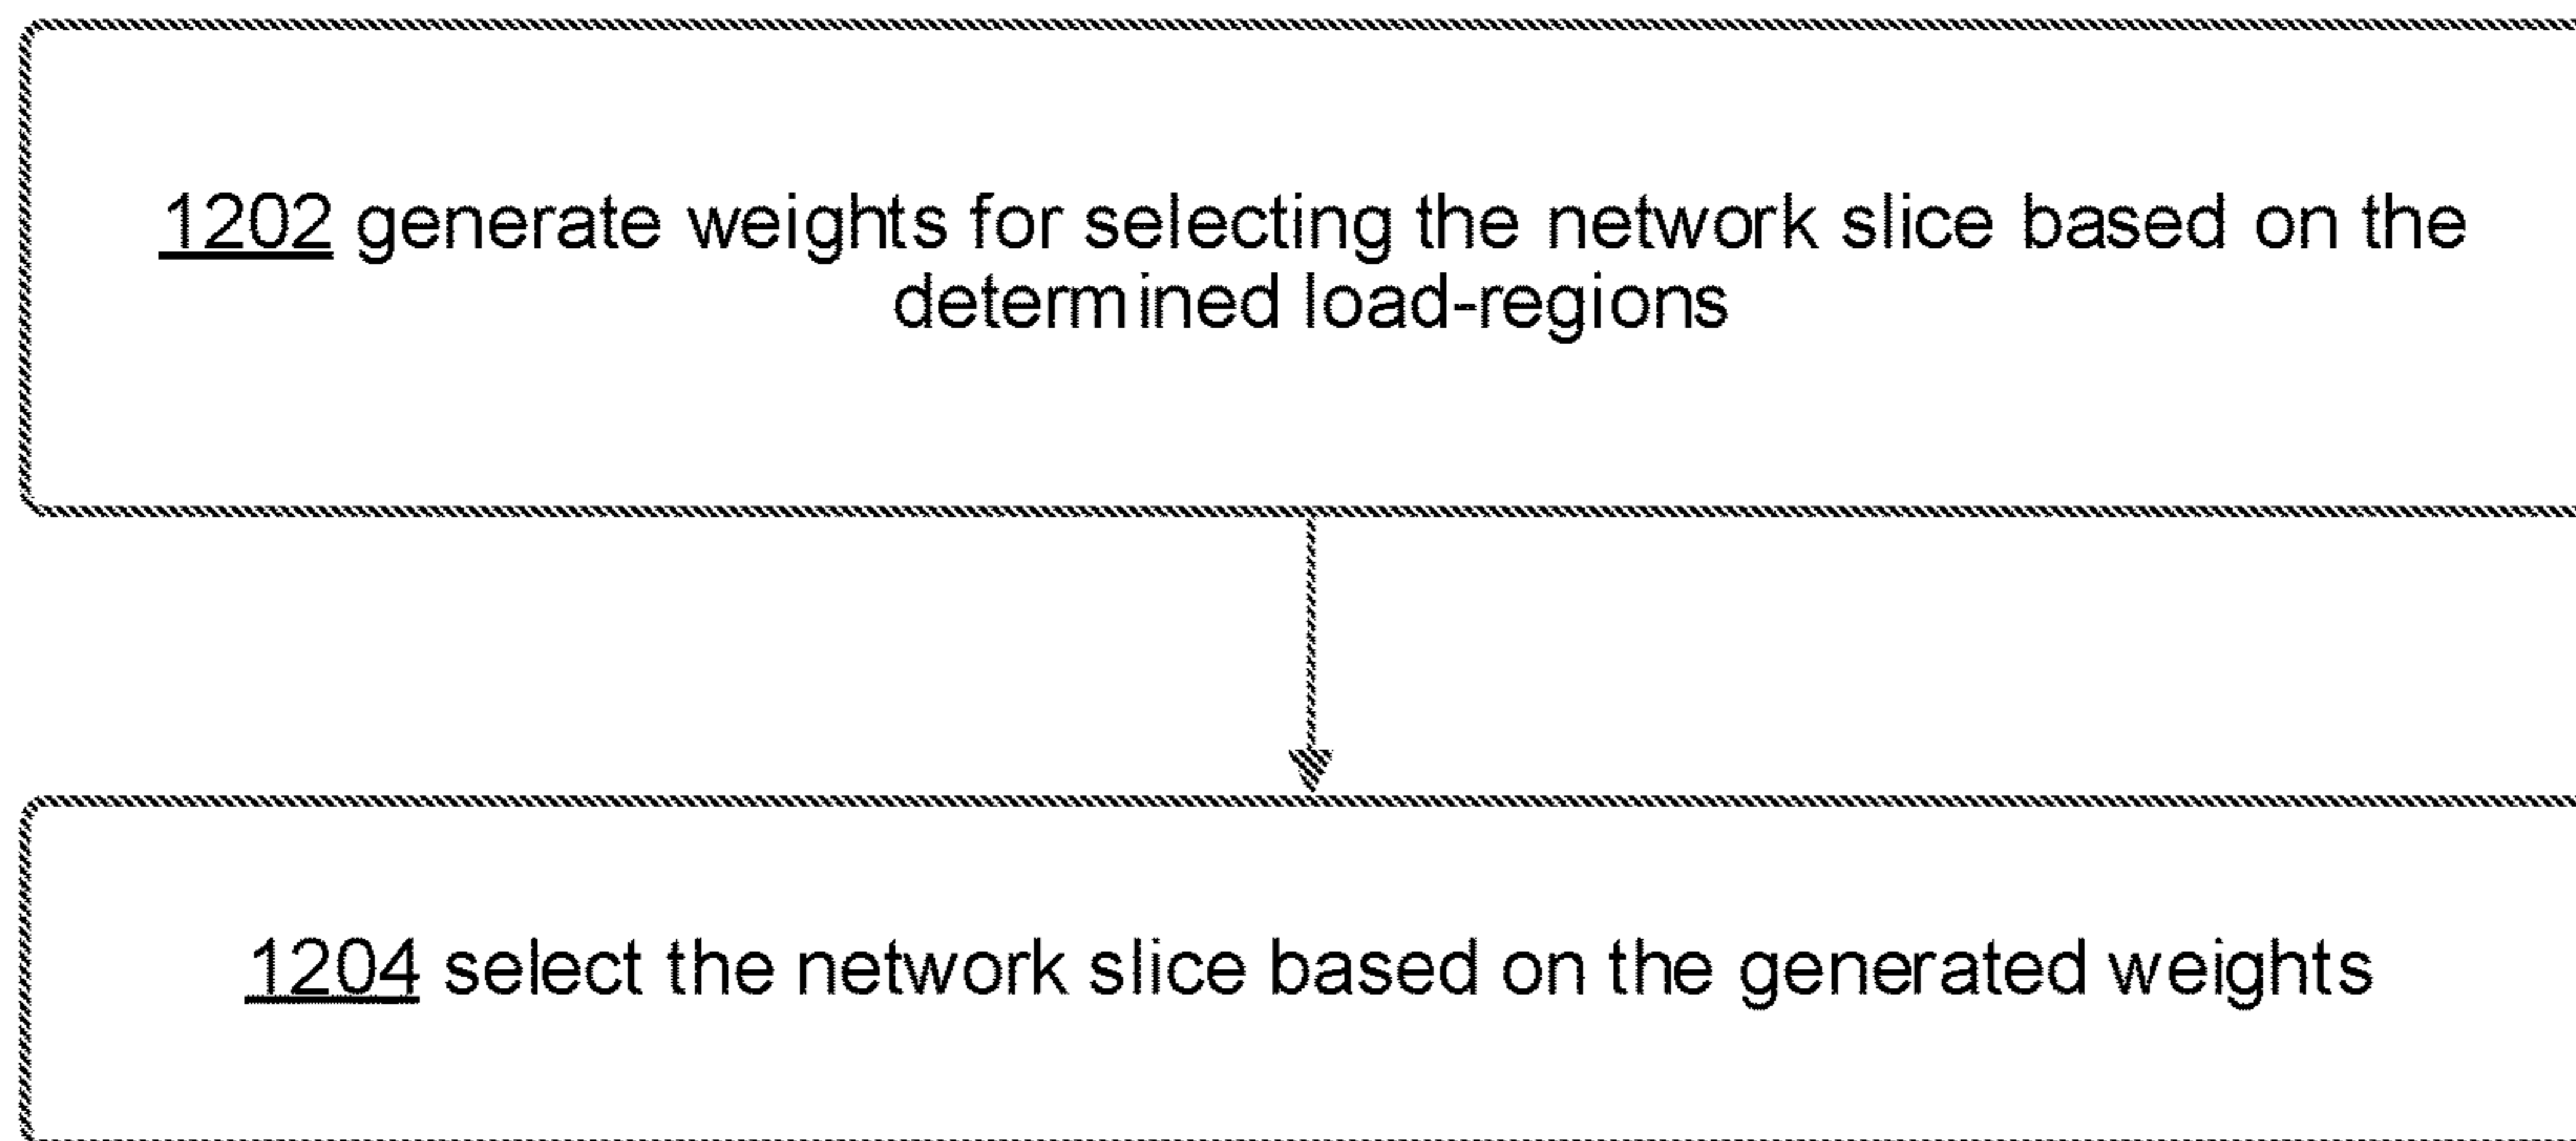 1202 generate weights for selecting the network slice based on the
determined load-regions
1204 select the network slice based on the generated weights